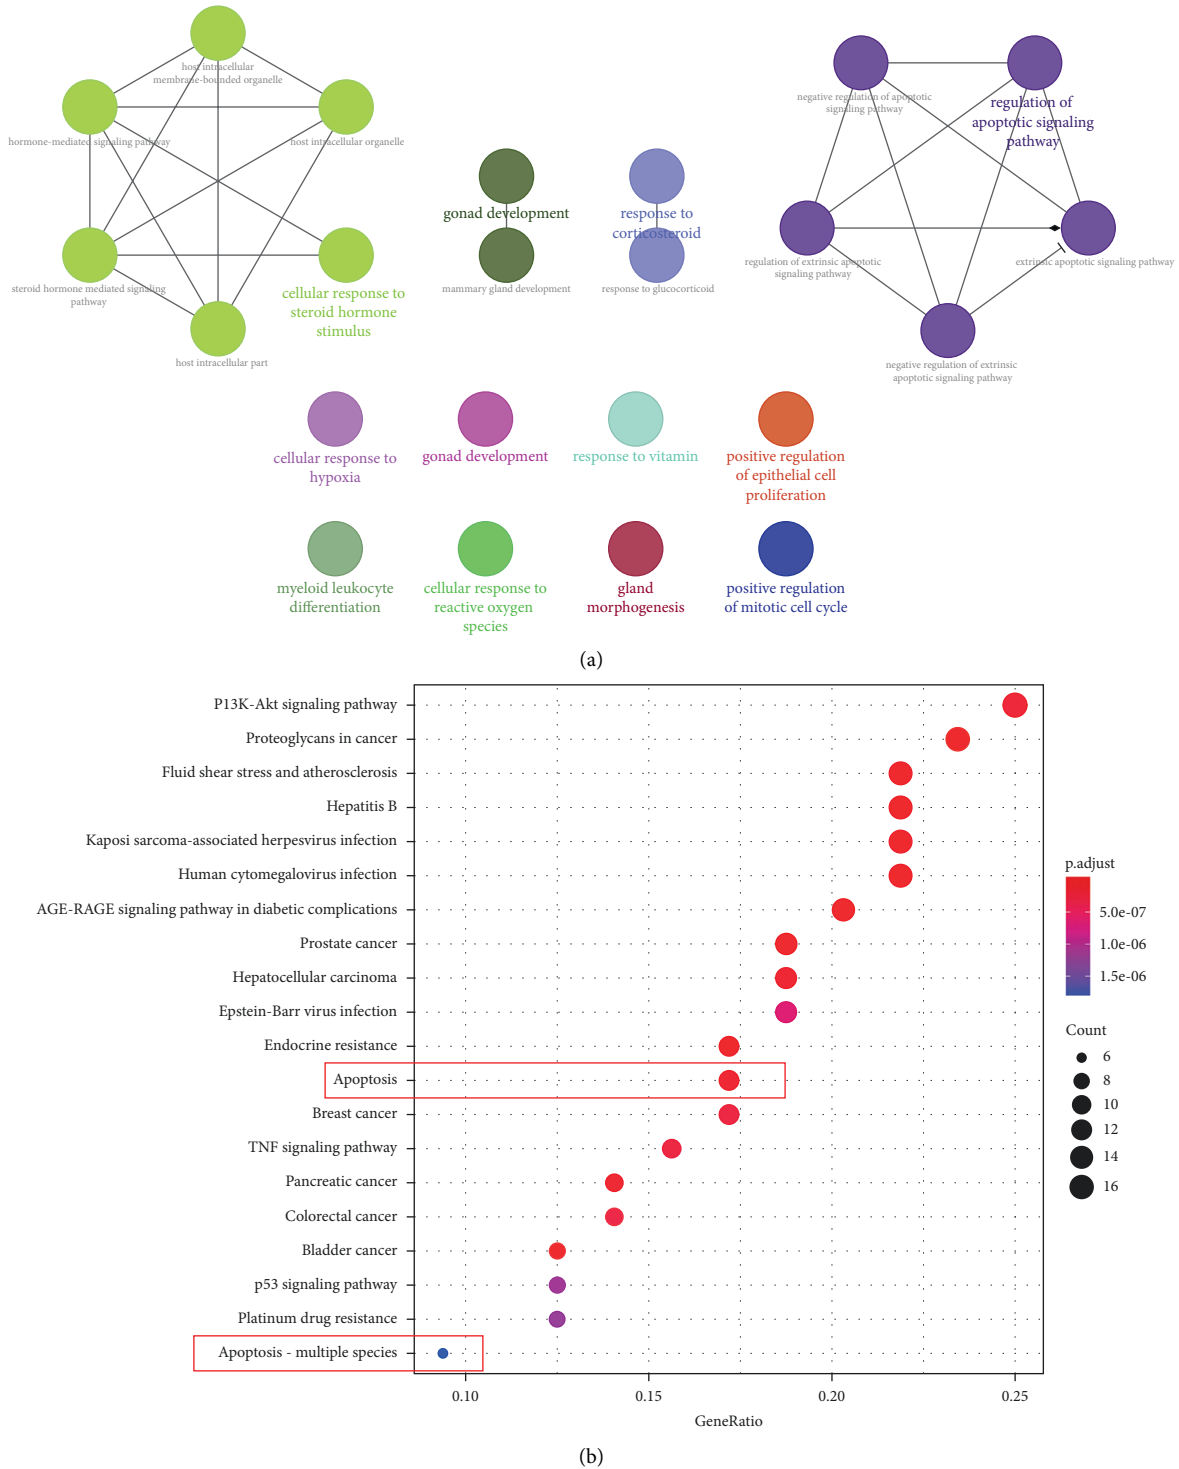 host intracellular
membrane-bounded organelle
hormone-mediated signaling pathway
host intracellular organelle
steroid hormone mediated signaling
pathway
cellular response to
steroid hormone
stimulus
host intracellular part
gonad development
mammary gland development
response to
corticosteroid
response to glucocorticoid
negative regulation of apoptotic
signaling pathway
regulation of
apoptotic signaling
pathway
regulation of extrinsic apoptotic
signaling pathway
extrinsic apoptotic signaling pathway
negative regulation of extrinsic
apoptotic signaling pathway
cellular response to
hypoxia
gonad development
response to vitamin
positive regulation
of epithelial cell
proliferation
myeloid leukocyte
differentiation
cellular response to
reactive oxygen
species
gland
morphogenesis
positive regulation
of mitotic cell cycle
(a)
P13K-Akt signaling pathway
Proteoglycans in cancer
Fluid shear stress and atherosclerosis
Hepatitis B
Kaposi sarcoma-associated herpesvirus infection
Human cytomegalovirus infection
AGE-RAGE signaling pathway in diabetic complications
Prostate cancer
Hepatocellular carcinoma
Epstein-Barr virus infection
Endocrine resistance
Apoptosis
Breast cancer
TNF signaling pathway
Pancreatic cancer
Colorectal cancer
Bladder cancer
p53 signaling pathway
Platinum drug resistance
Apoptosis - multiple species
0.10 0.15 0.20 0.25
GeneRatio
p.adjust
5.0e-07
1.0e-06
1.5e-06
Count
6
8
10
12
14
16
(b)